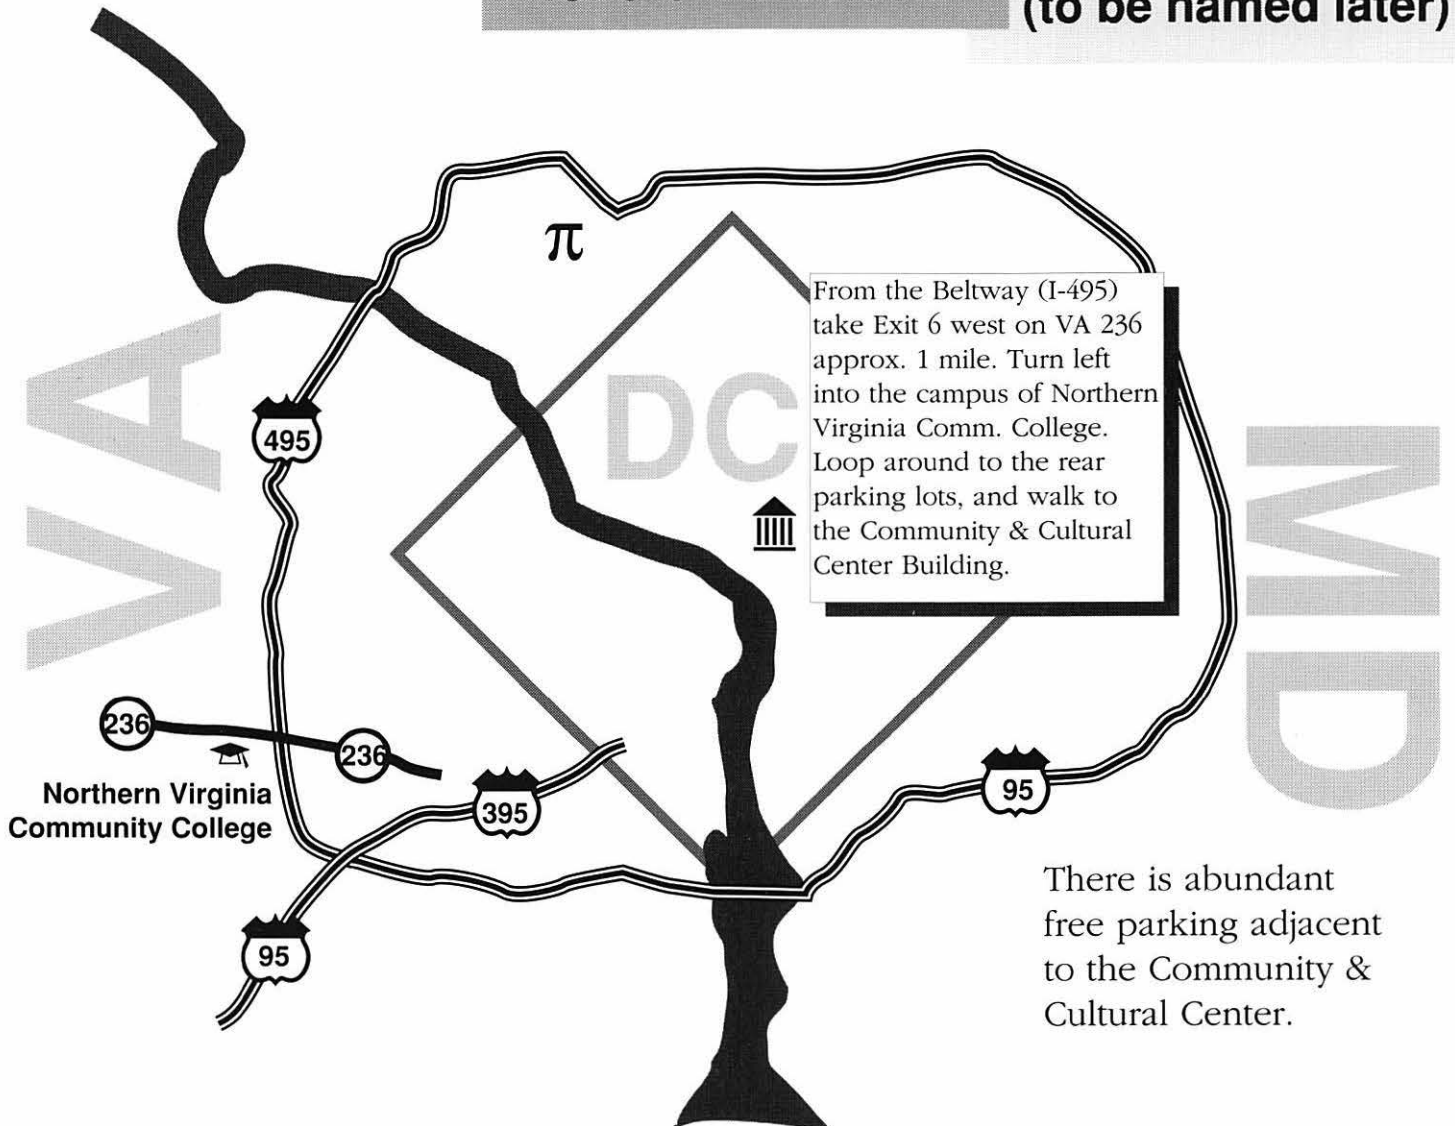 (to be named later)
π
From the Beltway (I-495)
take Exit 6 west on VA 236
approx. 1 mile. Turn left
into the campus of Northern
Virginia Comm. College.
Loop around to the rear
parking lots, and walk to
the Community & Cultural
Center Building.
VA
DC
MD
495
236
236
Northern Virginia
Community College
395
95
95
There is abundant
free parking adjacent
to the Community &
Cultural Center.